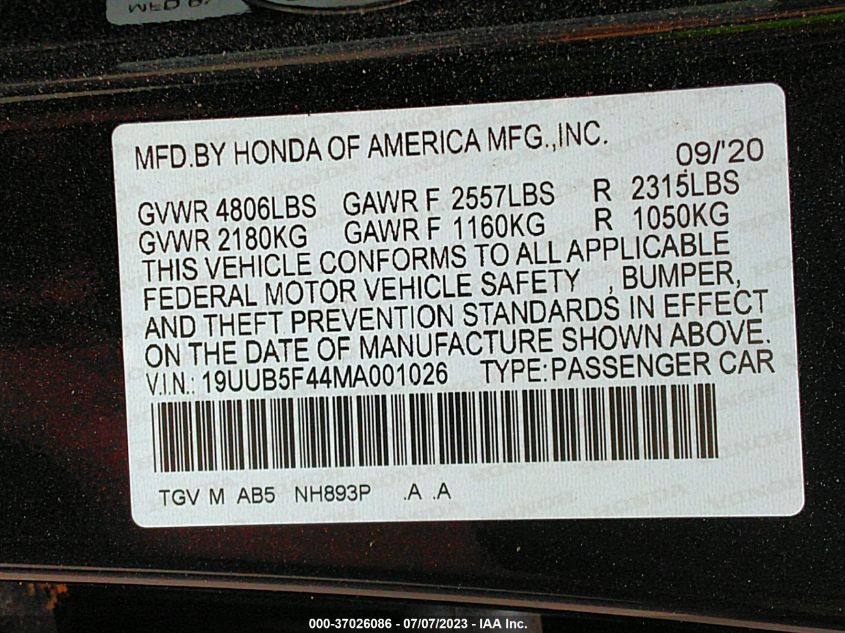 MFD.BY HONDA OF AMERICA MFG.,INC. 09/'20
GVWR 4806LBS GAWR F 2557LBS R 2315LBS
GVWR 2180KG GAWR F 1160KG R 1050KG
THIS VEHICLE CONFORMS TO ALL APPLICABLE
FEDERAL MOTOR VEHICLE SAFETY , BUMPER,
AND THEFT PREVENTION STANDARDS IN EFFECT
ON THE DATE OF MANUFACTURE SHOWN ABOVE.
V.I.N.: 19UUB5F44MA001026 TYPE:PASSENGER CAR
TGV M AB5 NH893P .A .A
000-37026086 - 07/07/2023 - IAA Inc.